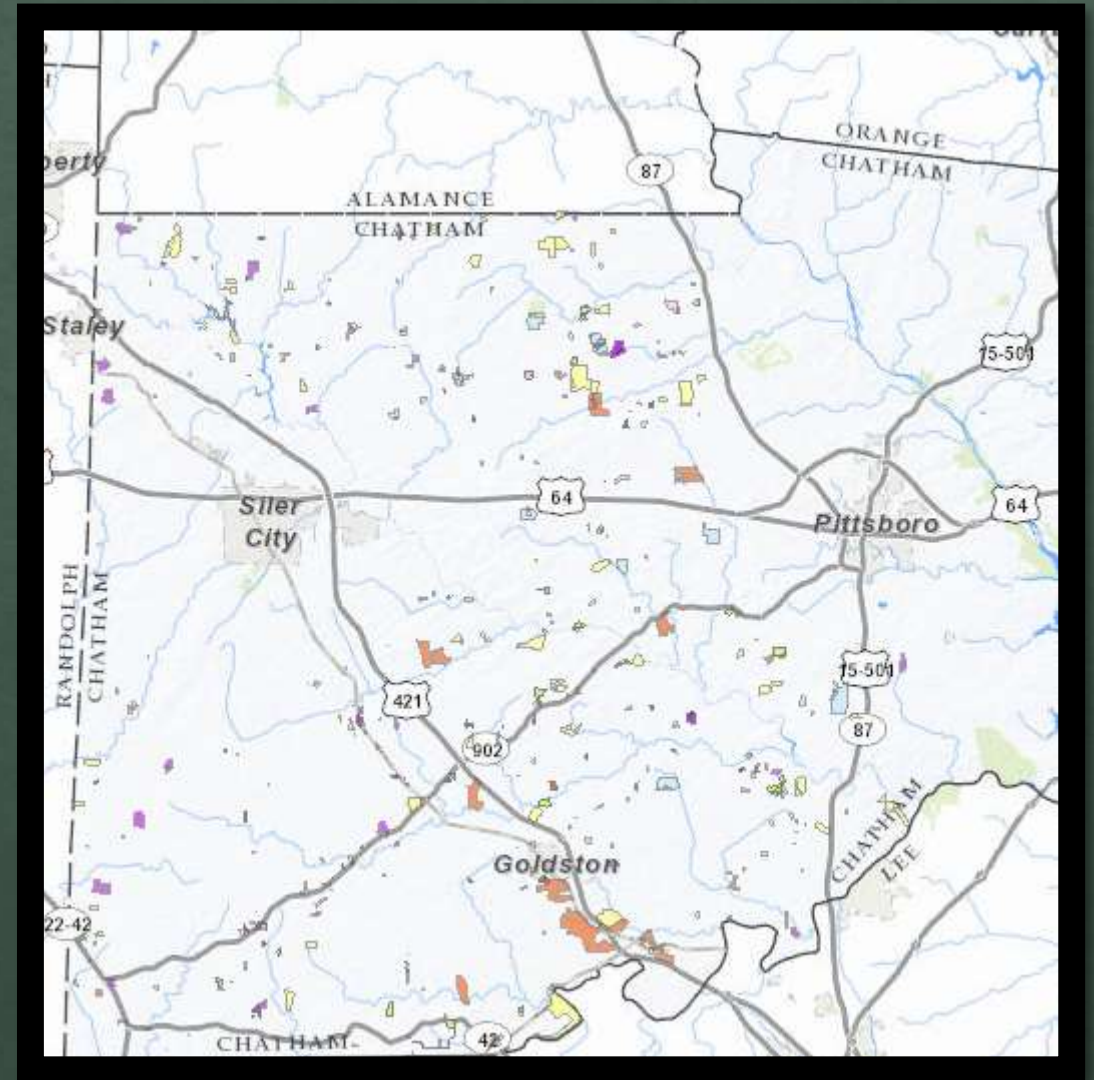 87
ORANGE
CHATHAM
ALAMANCE
CHATHAM
Staley
15-501
Siler
City
64
Pittsboro
64
RANDOLPH
CHATHAM
421
15-501
902
87
CHATHAM
LEE
Goldston
22-42
42
CHATHAM